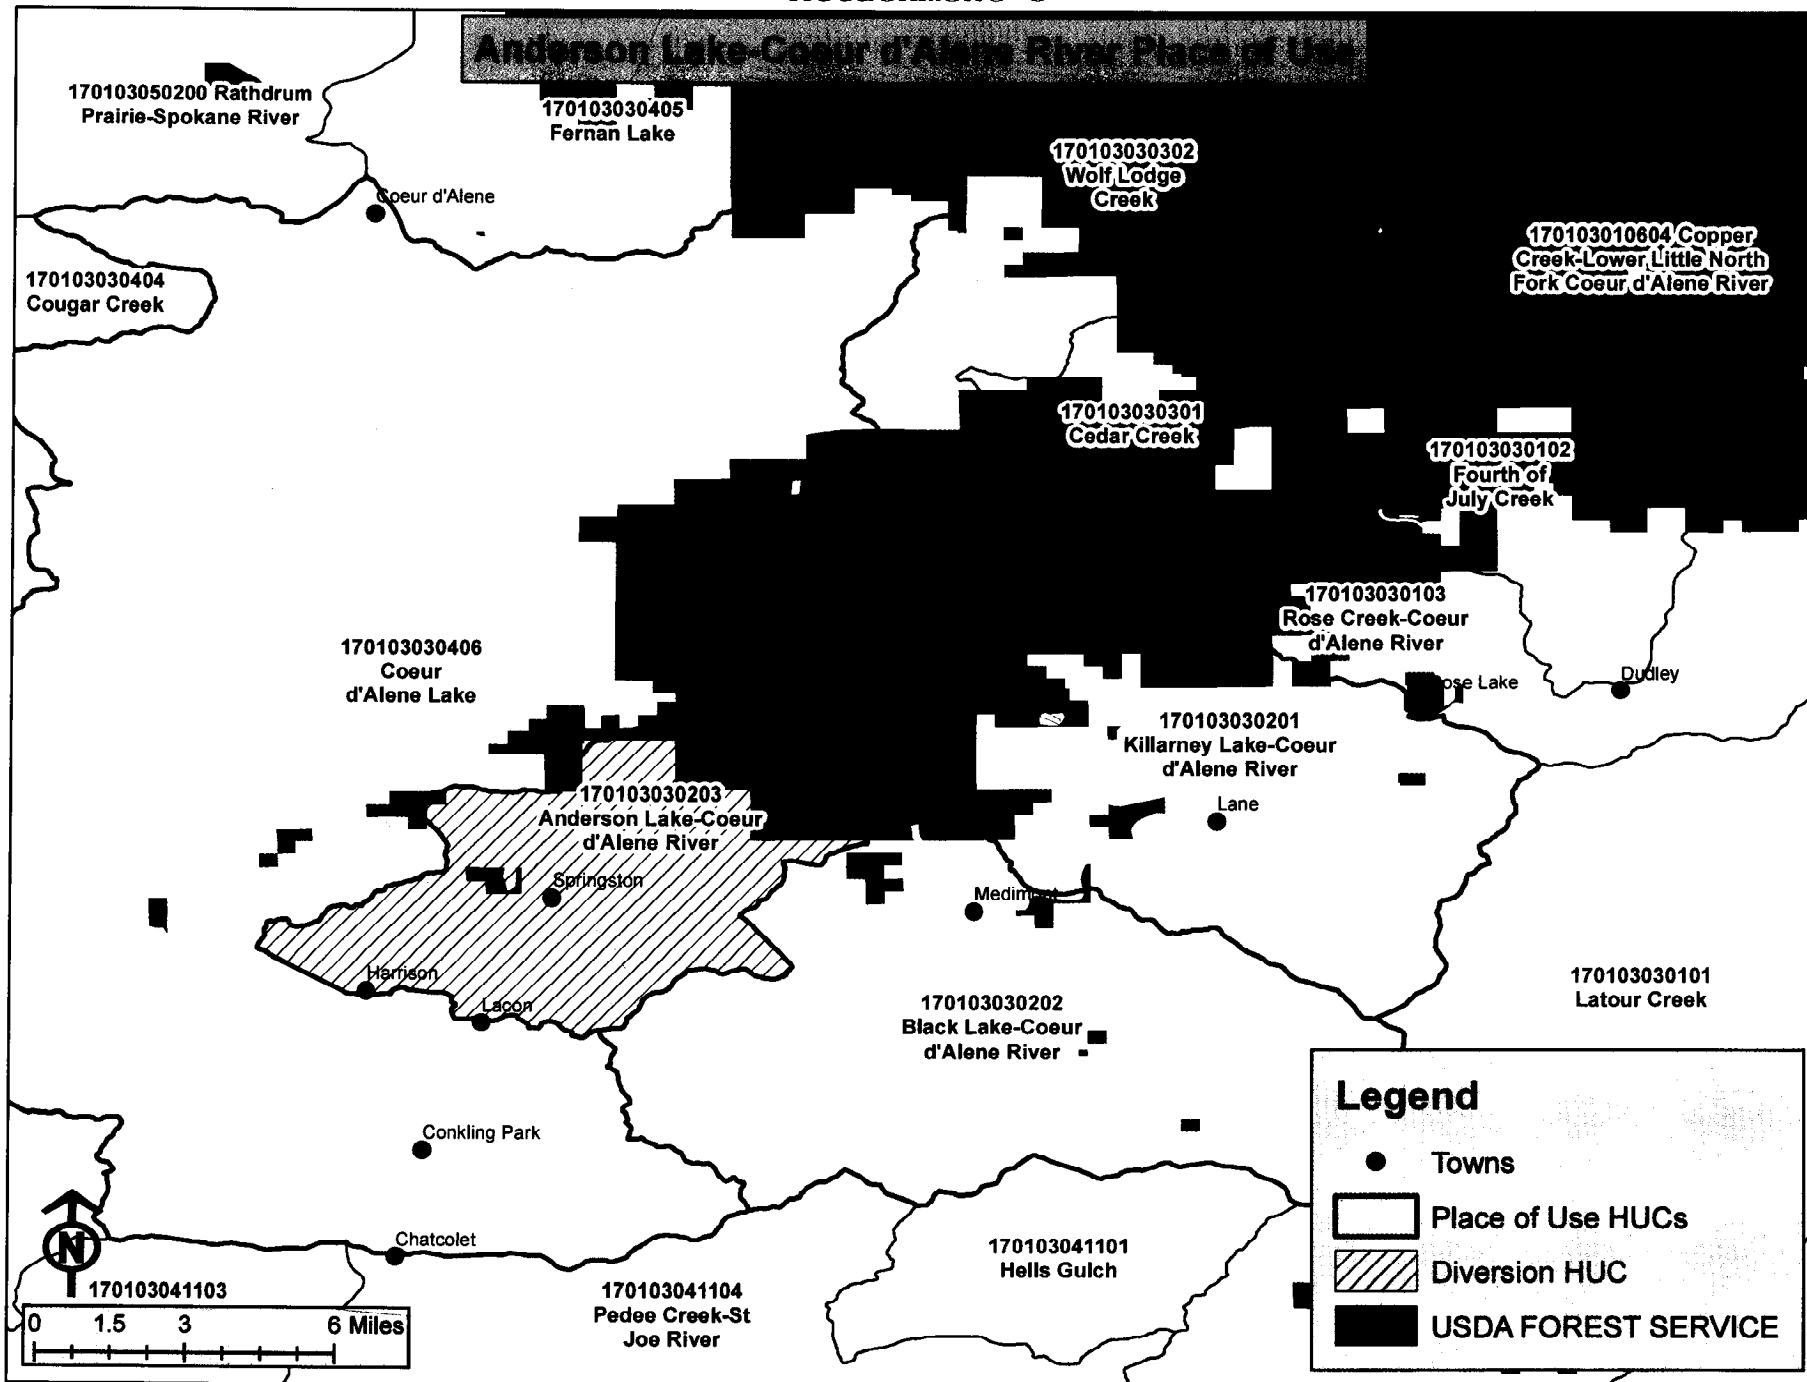 Anderson Lake-Coeur d'Alene River Place of Use
170103050200 Rathdrum
Prairie-Spokane River
170103030405
Fernan Lake
170103030302
Wolf Lodge
Creek
Coeur d'Alene
170103010604 Copper
Creek-Lower Little North
Fork Coeur d'Alene River
170103030404
Cougar Creek
170103030301
Cedar Creek
170103030102
Fourth of
July Creek
170103030103
Rose Creek-Coeur
d'Alene River
170103030406
Coeur
d'Alene Lake
Dudley
Rose Lake
170103030201
Killarney Lake-Coeur
d'Alene River
170103030203
Anderson Lake-Coeur
d'Alene River
Lane
Springston
Medimont
Harrison
Lacon
170103030202
Black Lake-Coeur
d'Alene River
170103030101
Latour Creek
Conkling Park
Chatcolet
170103041101
Hells Gulch
170103041103
170103041104
Pedee Creek-St
Joe River
N
0 1.5 3 6 Miles
Legend
Towns
Place of Use HUCs
Diversion HUC
USDA FOREST SERVICE